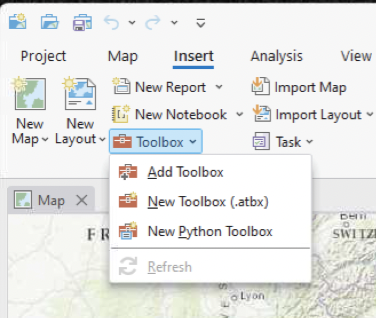 Project Map Insert Analysis View
New Map
New Layout
New Report
New Notebook
Toolbox
Import Map
Import Layout
Task
Add Toolbox
New Toolbox (.atbx)
New Python Toolbox
Refresh
Map
F R
Bern
SWITZ
Lyon